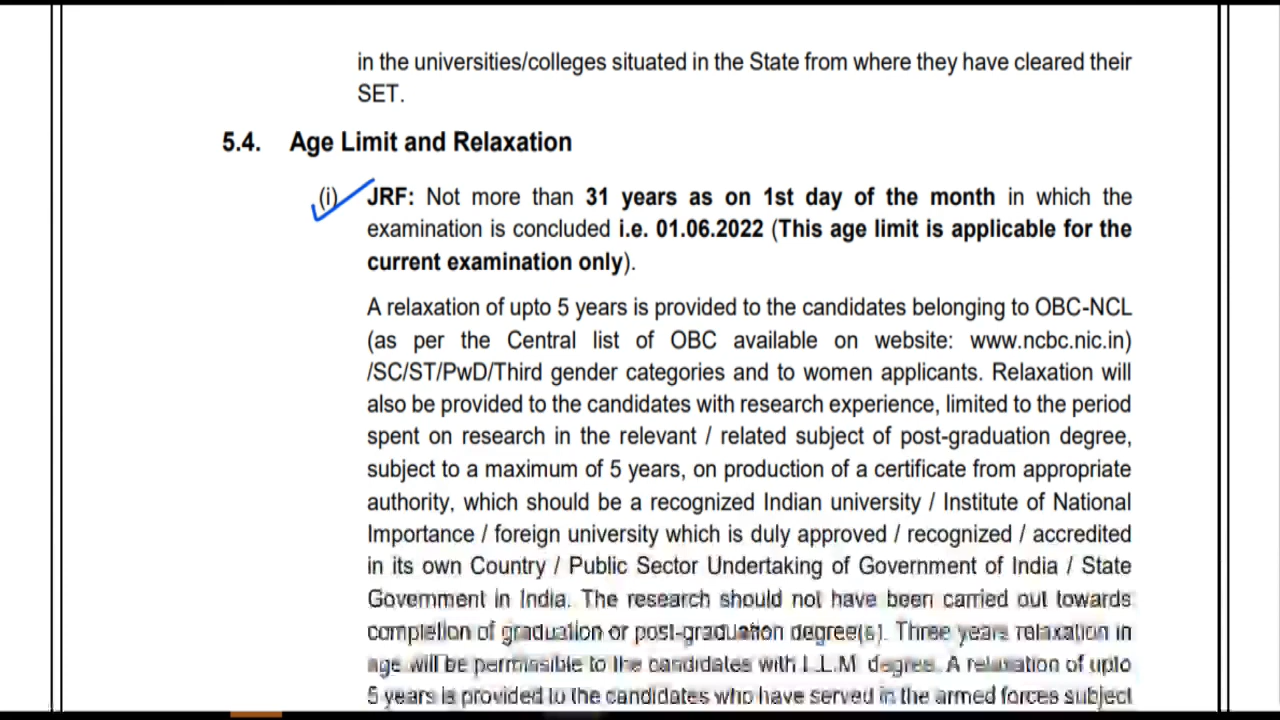 in the universities/colleges situated in the State from where they have cleared their
SET.
5.4. Age Limit and Relaxation
(i) JRF: Not more than 31 years as on 1st day of the month in which the
examination is concluded i.e. 01.06.2022 (This age limit is applicable for the
current examination only).
A relaxation of upto 5 years is provided to the candidates belonging to OBC-NCL
(as per the Central list of OBC available on website: www.ncbc.nic.in)
/SC/ST/PwD/Third gender categories and to women applicants. Relaxation will
also be provided to the candidates with research experience, limited to the period
spent on research in the relevant / related subject of post-graduation degree,
subject to a maximum of 5 years, on production of a certificate from appropriate
authority, which should be a recognized Indian university / Institute of National
Importance / foreign university which is duly approved / recognized / accredited
in its own Country / Public Sector Undertaking of Government of India / State
Government in India. The research should not have been carried out towards
completion of graduation or post-graduation degree(s). Three years relaxation in
age will be permissible to the candidates with L.L.M. degree. A relaxation of upto
5 years is provided to the candidates who have served in the armed forces subject